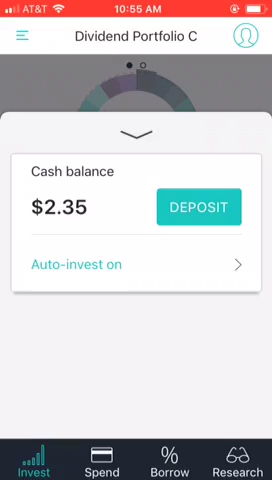 AT&T 10:55 AM
Dividend Portfolio C
Cash balance
$2.35
DEPOSIT
Auto-invest on
Invest Spend Borrow Research